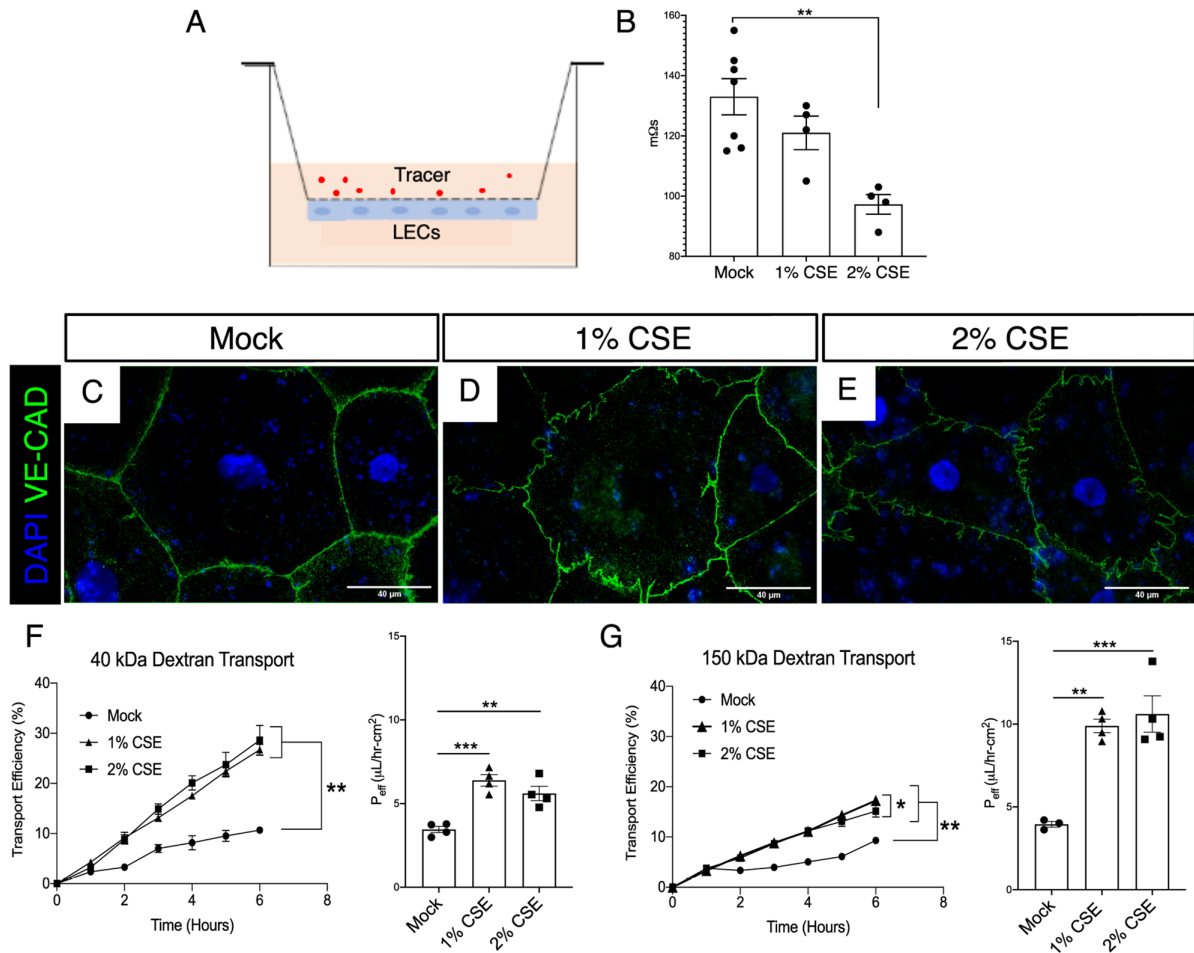 A
Tracer
LECs
B
**
160
140
120
100
80
mΩs
Mock
1% CSE
2% CSE
Mock
1% CSE
2% CSE
DAPI VE-CAD
C
40 µm
D
40 µm
E
40 µm
F
40 kDa Dextran Transport
Transport Efficiency (%)
40
30
20
10
0
Mock
1% CSE
2% CSE
**
0
2
4
6
8
Time (Hours)
Peff (µL/hr-cm²)
15
10
5
0
**
***
Mock
1% CSE
2% CSE
G
150 kDa Dextran Transport
Transport Efficiency (%)
40
30
20
10
0
Mock
1% CSE
2% CSE
*
**
0
2
4
6
8
Time (Hours)
Peff (µL/hr-cm²)
15
10
5
0
***
**
Mock
1% CSE
2% CSE